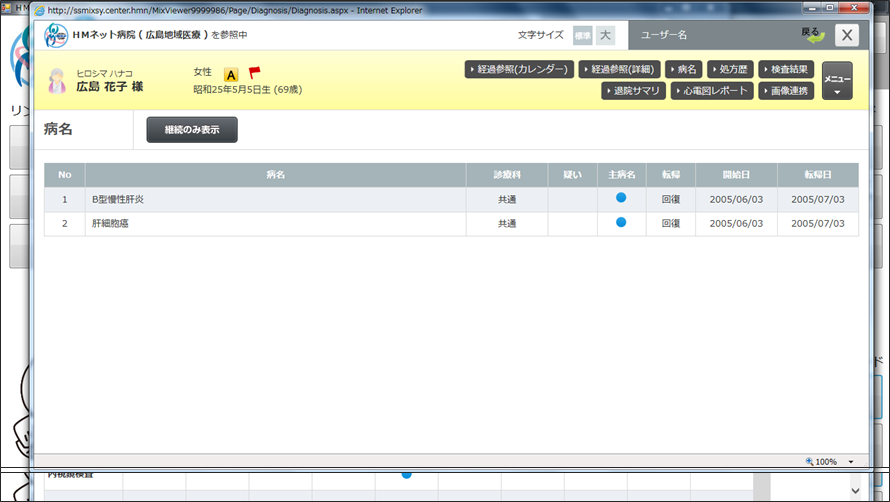 http://ssmixsy.center.hmn/MixViewer9999986/Page/Diagnosis/Diagnosis.aspx - Internet Explorer
HMネット病院 ( 広島地域医療 ) を参照中
文字サイズ 標準 大
ユーザー名
戻る
X
ヒロシマ ハナコ
広島 花子 様
女性 A
昭和25年5月5日生 (69歳)
経過参照(カレンダー) 経過参照(詳細) 病名 処方歴 検査結果
退院サマリ 心電図レポート 画像連携
メニュー
病名
継続のみ表示
No 病名 診療科 疑い 主病名 転帰 開始日 転帰日
1 B型慢性肝炎 共通 回復 2005/06/03 2005/07/03
2 肝細胞癌 共通 回復 2005/06/03 2005/07/03
100%
内視鏡検査